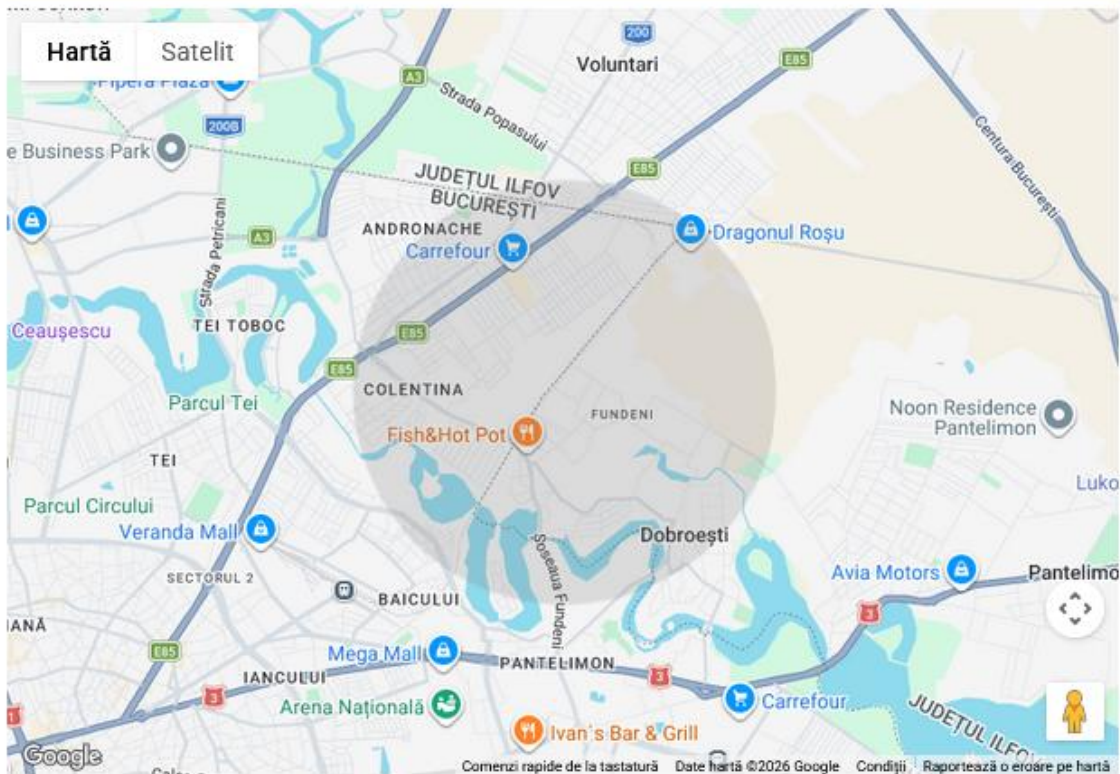 Hartă
Satelit
200
Voluntari
E85
Pipera Plaza
A3
Strada Popasului
200B
Centura București
e Business Park
E85
JUDEȚUL ILFOV
BUCUREȘTI
Strada Petricani
ANDRONACHE
Dragonul Roșu
A3
Carrefour
TEI TOBOC
Ceaușescu
E85
E85
COLENTINA
Parcul Tei
FUNDENI
Noon Residence
Pantelimon
Fish&Hot Pot
TEI
Parcul Circului
Luko
Veranda Mall
Dobroești
Șoseaua Fundeni
SECTORUL 2
Avia Motors
Pantelimo
BAICULUI
3
IANĂ
E85
Mega Mall
PANTELIMON
IANCULUI
3
3
Arena Națională
Carrefour
JUDEȚUL ILFO
1
Ivan's Bar & Grill
Google
Comenzi rapide de la tastatură
Date hartă ©2026 Google
Condiții
Raportează o eroare pe hartă